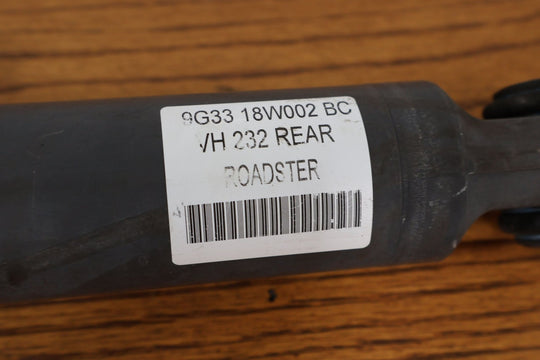 9G33 18W002 BC
VH 232 REAR
ROADSTER